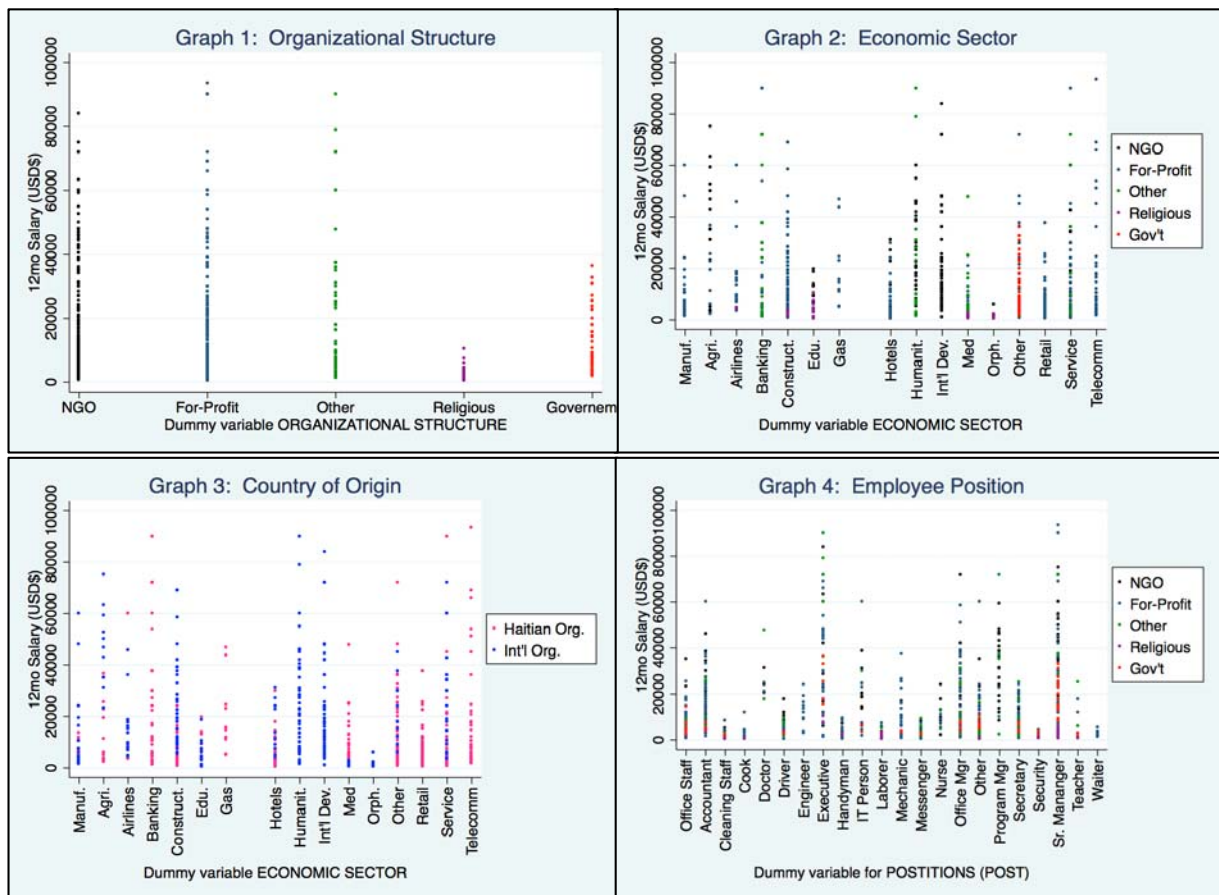 Graph 1: Organizational Structure
12mo Salary (USD$)
100000
80000
60000
40000
20000
0
NGO For-Profit Other Religious Governem
Dummy variable ORGANIZATIONAL STRUCTURE
Graph 2: Economic Sector
12mo Salary (USD$)
100000
80000
60000
40000
20000
0
Manuf. Agri. Airlines Banking Construct. Edu. Gas Hotels Humanit. Int'l Dev. Med Orph. Other Retail Service Telecomm
Dummy variable ECONOMIC SECTOR
NGO
For-Profit
Other
Religious
Gov't
Graph 3: Country of Origin
12mo Salary (USD$)
100000
80000
60000
40000
20000
0
Manuf. Agri. Airlines Banking Construct. Edu. Gas Hotels Humanit. Int'l Dev. Med Orph. Other Retail Service Telecomm
Dummy variable ECONOMIC SECTOR
Haitian Org.
Int'l Org.
Graph 4: Employee Position
12mo Salary (USD$)
100000
80000
60000
40000
20000
0
Office Staff Accountant Cleaning Staff Cook Doctor Driver Engineer Executive Handyman IT Person Laborer Mechanic Messenger Nurse Office Mgr Other Program Mgr Secretary Security Sr. Mananger Teacher Waiter
Dummy variable for POSTITIONS (POST)
NGO
For-Profit
Other
Religious
Gov't